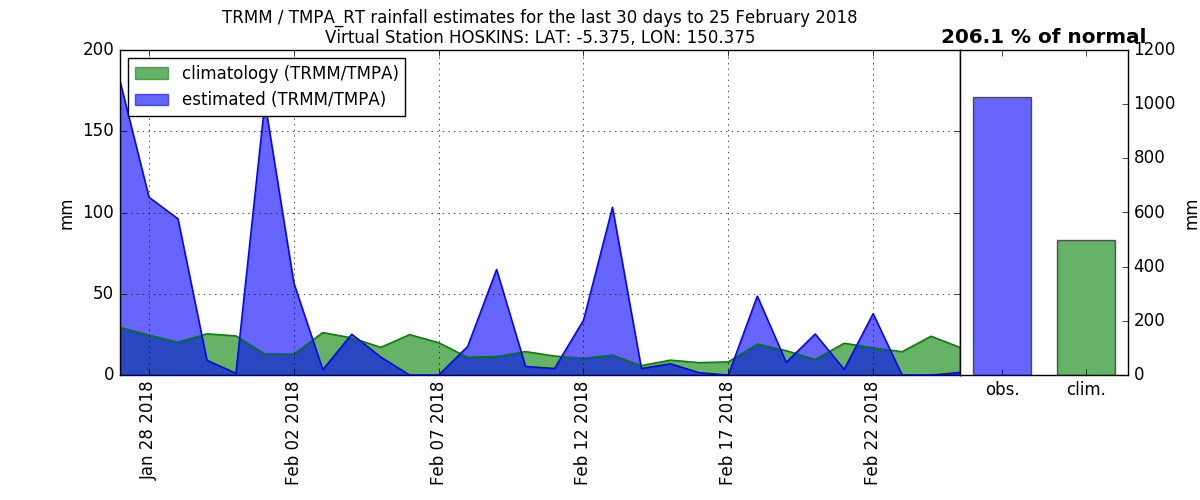 TRMM / TMPA_RT rainfall estimates for the last 30 days to 25 February 2018
Virtual Station HOSKINS: LAT: -5.375, LON: 150.375
206.1 % of normal
climatology (TRMM/TMPA)
estimated (TRMM/TMPA)
200
150
100
50
0
mm
Jan 28 2018
Feb 02 2018
Feb 07 2018
Feb 12 2018
Feb 17 2018
Feb 22 2018
obs.
clim.
1200
1000
800
600
400
200
0
mm